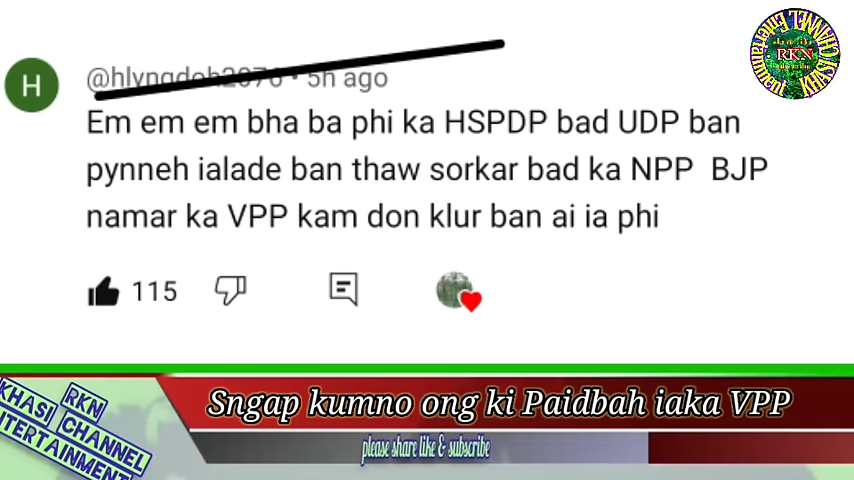 H
5h ago
Em em em bha ba phi ka HSPDP bad UDP ban
pynneh ialade ban thaw sorkar bad ka NPP BJP
namar ka VPP kam don klur ban ai ia phi
115
RKN
Sngap kumno ong ki Paidbah iaka VPP
please share like & subscribe
KHASI
RKN
CHANNEL